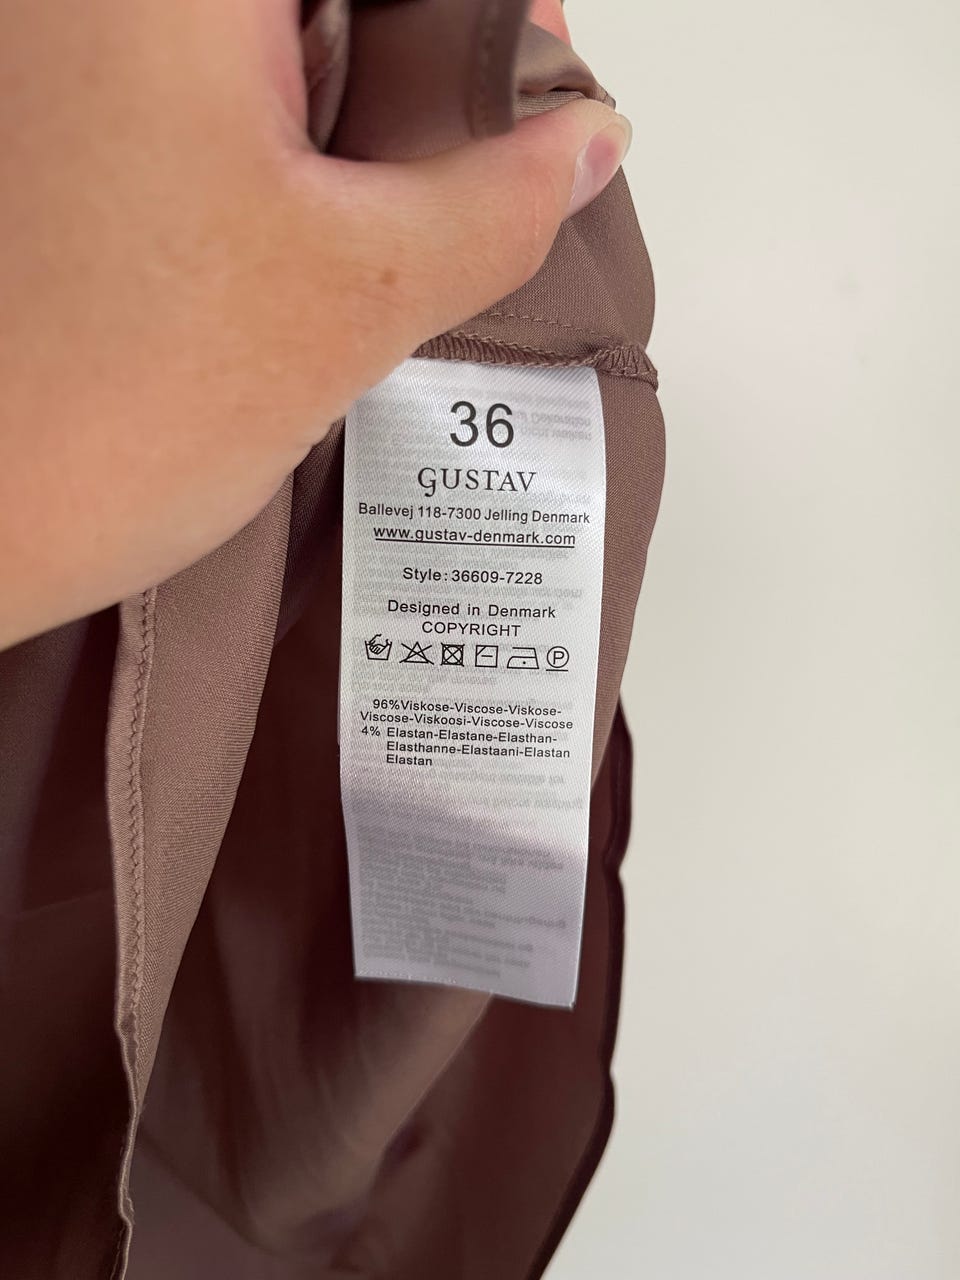 36
GUSTAV
Ballevej 118-7300 Jelling Denmark
www.gustav-denmark.com
Style: 36609-7228
Designed in Denmark
COPYRIGHT
P
96%Viskose-Viscose-Viskose-
Viscose-Viskoosi-Viscose-Viscose
4% Elastan-Elastane-Elasthan-
Elasthanne-Elastaani-Elastan
Elastan